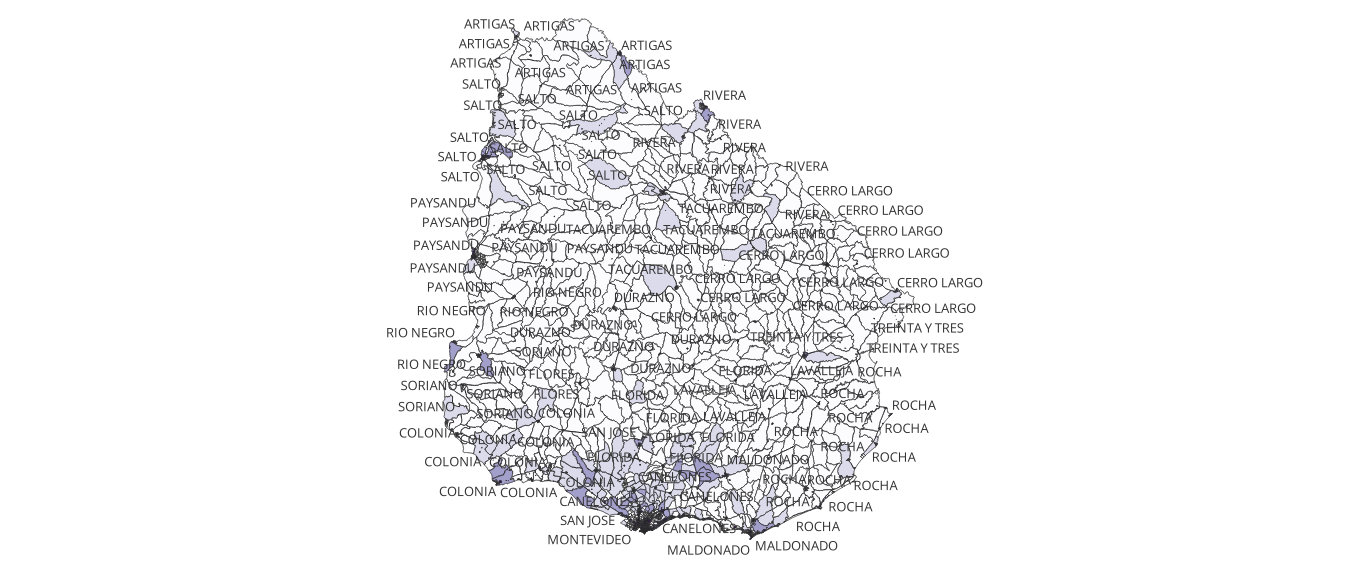 ARTIGAS ARTIGAS
ARTIGAS ARTIGAS ARTIGAS
ARTIGAS ARTIGAS ARTIGAS
SALTO ARTIGAS ARTIGAS
SALTO SALTO SALTO RIVERA
SALTO SALTO RIVERA
SALTO SALTO SALTO RIVERA RIVERA
SALTO SALTO
SALTO SALTO SALTO RIVERA RIVERA RIVERA
SALTO SALTO
SALTO RIVERA CERRO LARGO
PAYSANDU SALTO TACUAREMBO RIVERA CERRO LARGO
PAYSANDU PAYSANDU TACUAREMBO TACUAREMBO TACUAREMBO CERRO LARGO
PAYSANDU PAYSANDU PAYSANDU TACUAREMBO CERRO LARGO CERRO LARGO
PAYSANDU PAYSANDU TACUAREMBO CERRO LARGO CERRO LARGO CERRO LARGO
PAYSANDU RIO NEGRO DURAZNO CERRO LARGO
RIO NEGRO RIO NEGRO CERRO LARGO CERRO LARGO CERRO LARGO
RIO NEGRO DURAZNO DURAZNO TREINTA Y TRES
DURAZNO DURAZNO TREINTA Y TRES TREINTA Y TRES
RIO NEGRO SORIANO
SORIANO FLORES DURAZNO FLORIDA LAVALLEJA ROCHA
SORIANO SORIANO FLORES FLORIDA LAVALLEJA LAVALLEJA ROCHA
SORIANO SORIANO COLONIA FLORIDA LAVALLEJA ROCHA ROCHA
COLONIA COLONIA COLONIA SAN JOSE FLORIDA FLORIDA ROCHA ROCHA
COLONIA COLONIA FLORIDA FLORIDA MALDONADO ROCHA ROCHA
COLONIA CANELONES ROCHA ROCHA ROCHA
COLONIA COLONIA CANELONES CANELONES ROCHA ROCHA
SAN JOSE CANELONES ROCHA
MONTEVIDEO MALDONADO MALDONADO